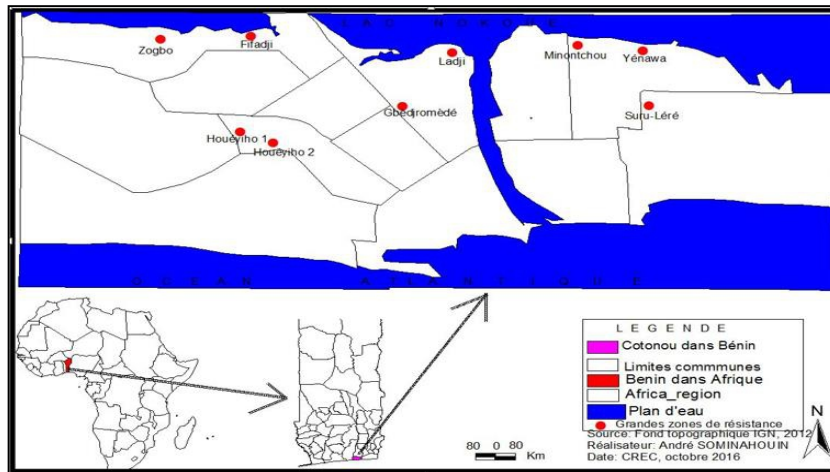 LAC NOKOUE
Zogbo
Fifadji
Ladji
Minontchou
Yénawa
Gbèdjromèdé
Suru-Léré
Houéyiho 1
Houéyiho 2
OCEAN ATLANTIQUE
LEGENDE
Cotonou dans Bénin
Limites commmunes
Benin dans Afrique
Africa_region
Plan d'eau
Grandes zones de résistance
Source: Fond topographique IGN, 2012
Réalisateur: André SOMINAHOUIN
Date: CREC, octobre 2016
80 0 80
Km
N